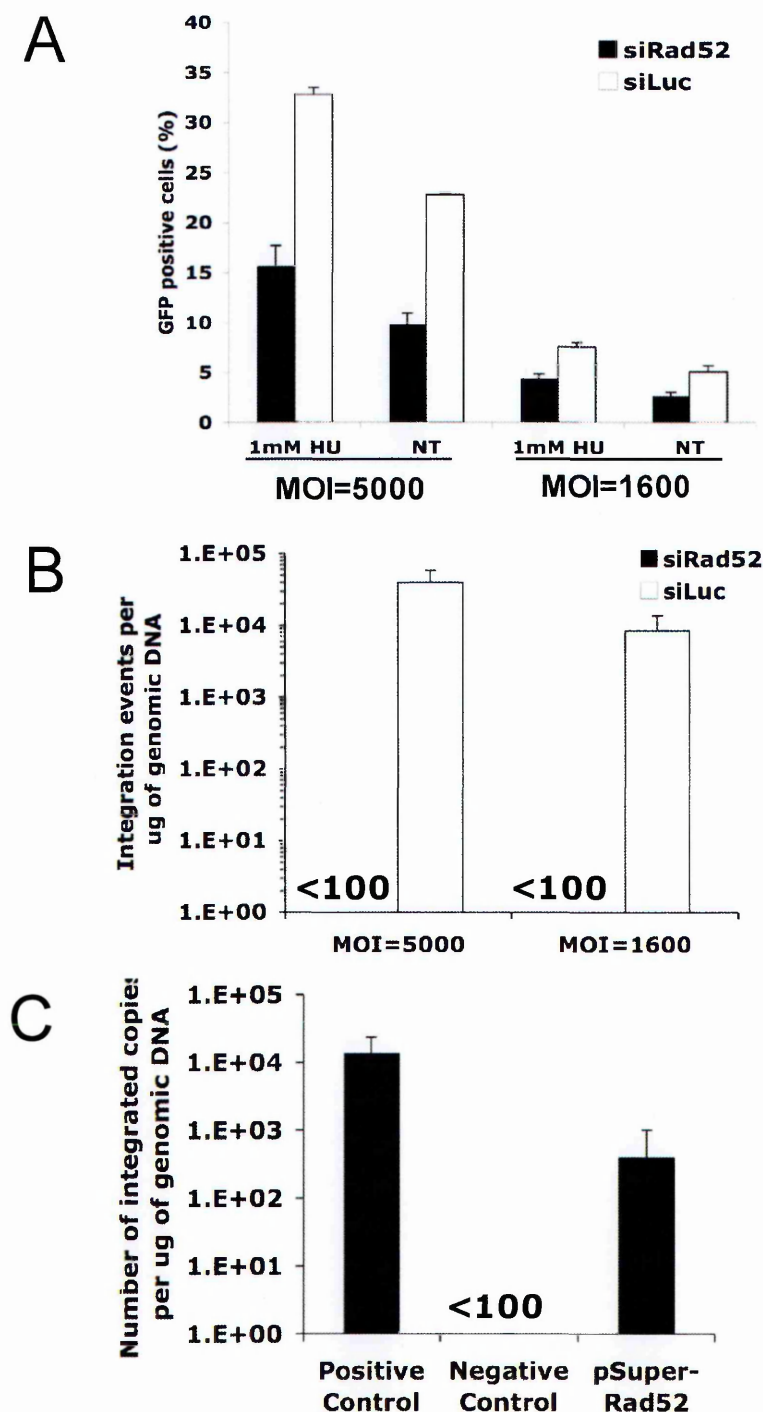 A
40
35
30
25
20
15
10
5
0
GFP positive cells (%)
siRad52
siLuc
1mM HU NT 1mM HU NT
MOI=5000 MOI=1600
B
1.E+05
1.E+04
1.E+03
1.E+02
1.E+01
1.E+00
Integration events per
ug of genomic DNA
siRad52
siLuc
<100 <100
MOI=5000 MOI=1600
C
1.E+05
1.E+04
1.E+03
1.E+02
1.E+01
1.E+00
Number of integrated copies
per ug of genomic DNA
<100
Positive Negative pSuper-
Control Control Rad52